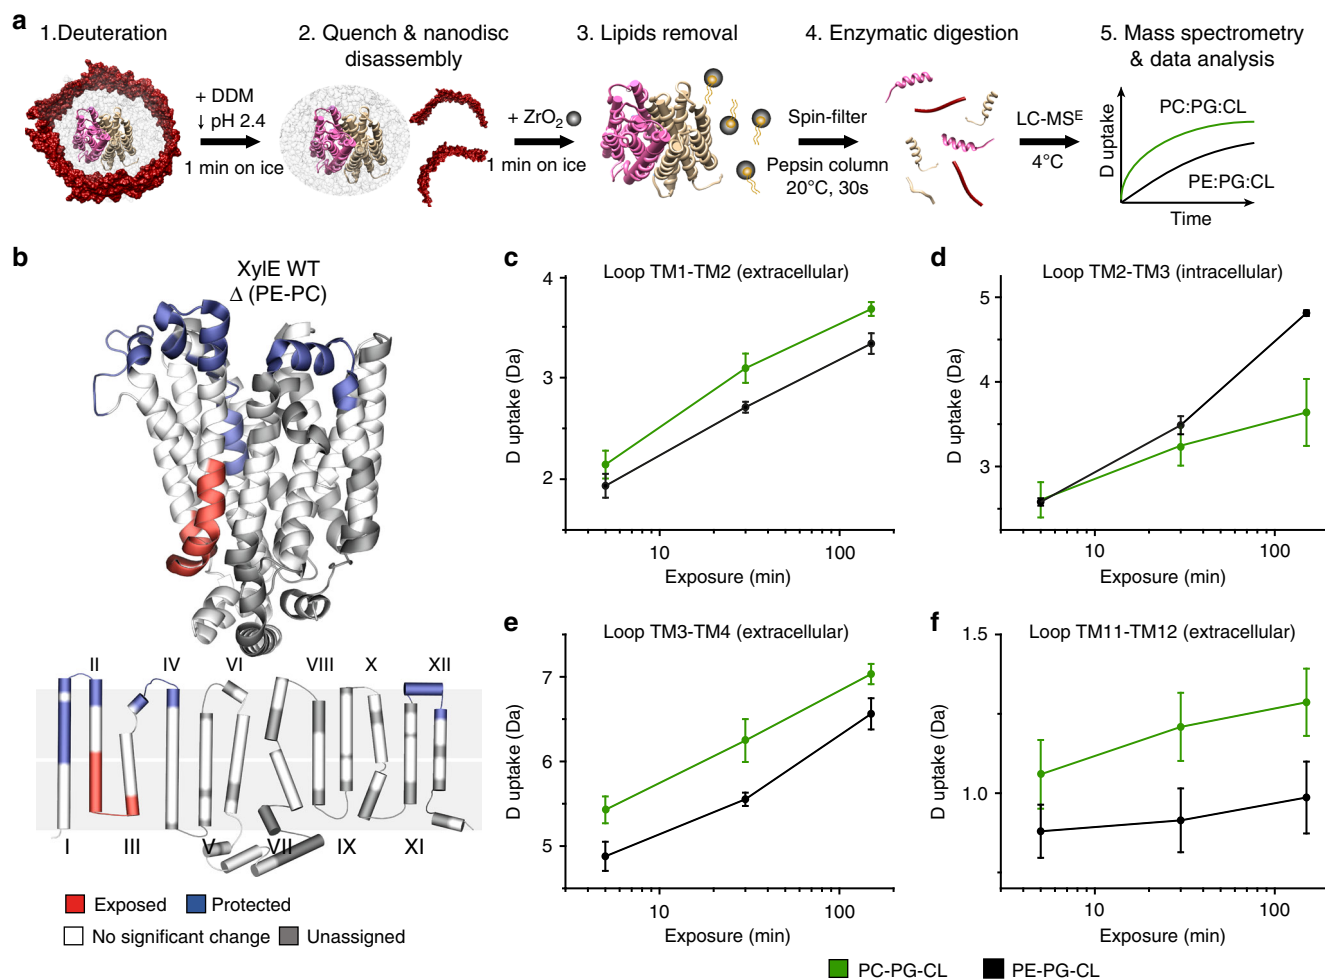 a
1.Deuteration
2. Quench & nanodisc
disassembly
3. Lipids removal
4. Enzymatic digestion
5. Mass spectrometry
& data analysis
+ DDM
↓ pH 2.4
1 min on ice
+ ZrO2
1 min on ice
Spin-filter
Pepsin column
20°C, 30s
LC-MSE
4°C
D uptake
PC:PG:CL
PE:PG:CL
Time
b
XylE WT
Δ (PE-PC)
II
IV
VI
VIII
X
XII
I
III
V
VII
IX
XI
Exposed
Protected
No significant change
Unassigned
c
Loop TM1-TM2 (extracellular)
D uptake (Da)
4
3
2
10
100
Exposure (min)
d
Loop TM2-TM3 (intracellular)
D uptake (Da)
5
4
3
10
100
Exposure (min)
e
Loop TM3-TM4 (extracellular)
D uptake (Da)
7
6
5
10
100
Exposure (min)
f
Loop TM11-TM12 (extracellular)
D uptake (Da)
1.5
1.0
10
100
Exposure (min)
PC-PG-CL
PE-PG-CL